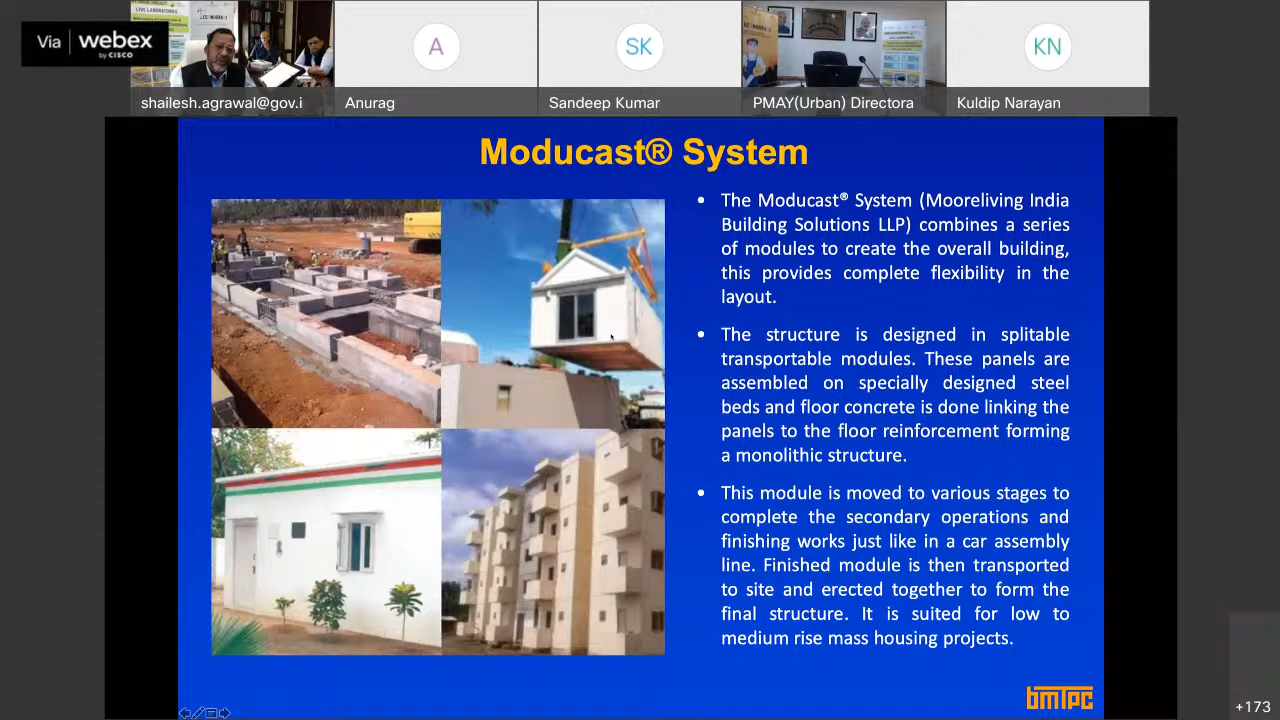 Via webex
by CISCO
shailesh.agrawal@gov.i
A
Anurag
SK
Sandeep Kumar
PMAY(Urban) Directora
KN
Kuldip Narayan
Moducast® System
• The Moducast® System (Mooreliving India
Building Solutions LLP) combines a series
of modules to create the overall building,
this provides complete flexibility in the
layout.
• The structure is designed in splitable
transportable modules. These panels are
assembled on specially designed steel
beds and floor concrete is done linking the
panels to the floor reinforcement forming
a monolithic structure.
• This module is moved to various stages to
complete the secondary operations and
finishing works just like in a car assembly
line. Finished module is then transported
to site and erected together to form the
final structure. It is suited for low to
medium rise mass housing projects.
bmTPC
+173